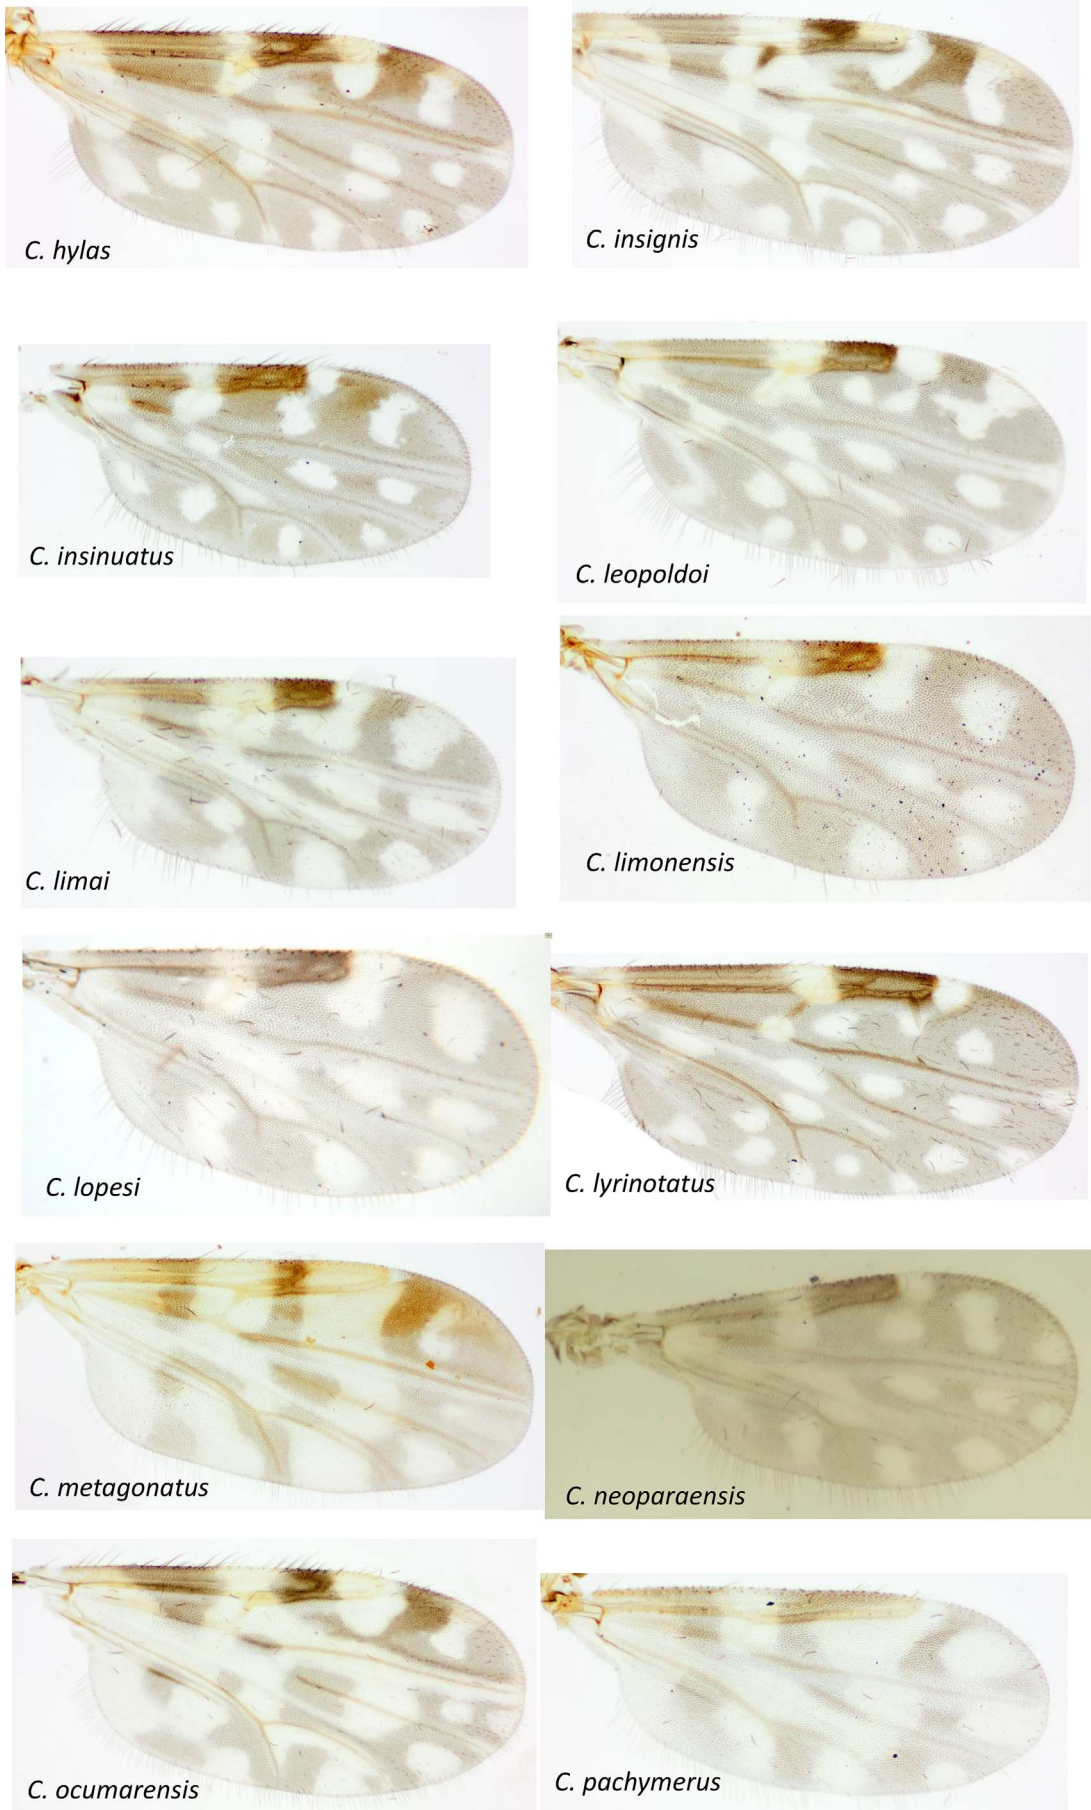 C. hylas
C. insignis
C. insinuatus
C. leopoldoi
C. limai
C. limonensis
C. lopesi
C. lyrinotatus
C. metagonatus
C. neoparaensis
C. ocumarensis
C. pachymerus